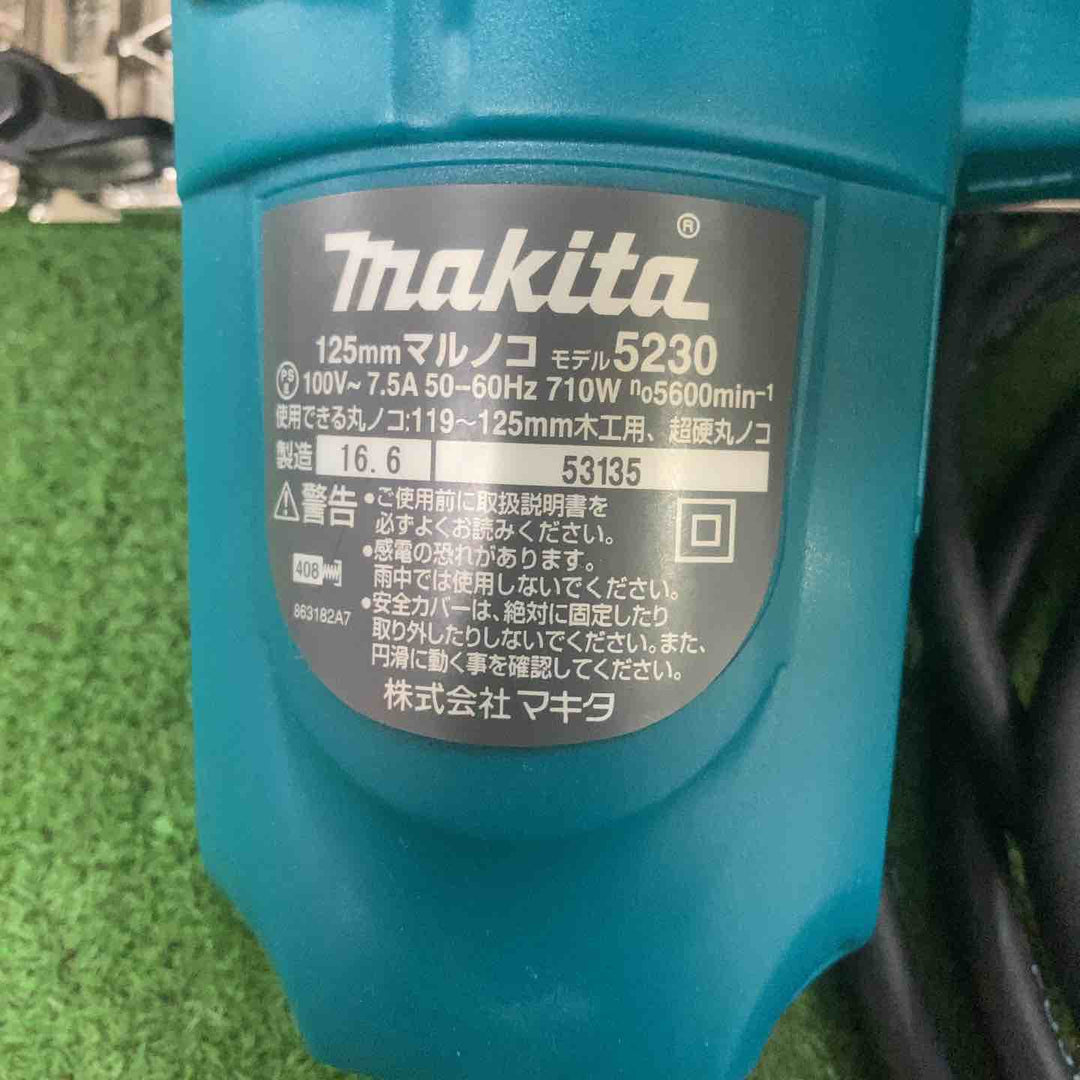 makita®
125mmマルノコ モデル5230
PS E 100V~ 7.5A 50-60Hz 710W n₀5600min⁻¹
使用できる丸ノコ:119~125mm木工用、超硬丸ノコ
製造 16.6 53135
警告 •ご使用前に取扱説明書を
必ずよくお読みください。
•感電の恐れがあります。
雨中では使用しないでください。
408
•安全カバーは、絶対に固定したり
863182A7
取り外したりしないでください。また、
円滑に動く事を確認してください。
株式会社 マキタ